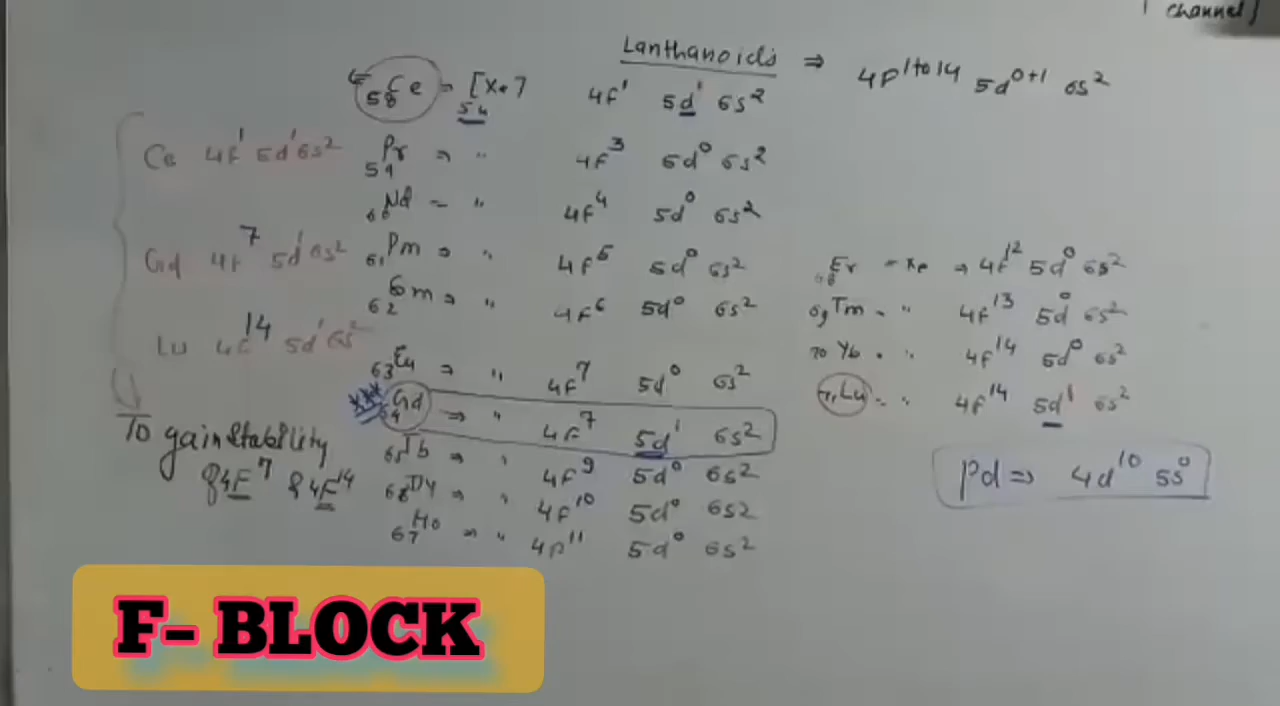 channel]
Lanthanoids ⇒ 4f¹ᵗᵒ¹⁴ 5d⁰⁺¹ 6s²
₅₈Ce = [Xe] 4f¹ 5d¹ 6s²
54
₅₉Pr = " 4f³ 5d⁰ 6s²
₆₀Nd = " 4f⁴ 5d⁰ 6s²
₆₁Pm = " 4f⁵ 5d⁰ 6s²
₆₂Sm = " 4f⁶ 5d⁰ 6s²
₆₃Eu = " 4f⁷ 5d⁰ 6s²
₆₄Gd ⇒ " 4f⁷ 5d¹ 6s²
₆₅Tb ⇒ " 4f⁹ 5d⁰ 6s²
₆₆Dy ⇒ " 4f¹⁰ 5d⁰ 6s2
₆₇Ho = " 4f¹¹ 5d⁰ 6s²
Ce 4f¹ 5d¹ 6s²
Gd 4f⁷ 5d¹ 6s²
Lu 4f¹⁴ 5d¹ 6s²
To gain stability
84f⁷ & 4f¹⁴
₆₈Er = Xe ⇒ 4f¹² 5d⁰ 6s²
₆₉Tm = " 4f¹³ 5d⁰ 6s²
70 Yb = " 4f¹⁴ 5d⁰ 6s²
₇₁Lu = " 4f¹⁴ 5d¹ 6s²
Pd ⇒ 4d¹⁰ 5s⁰
F- BLOCK